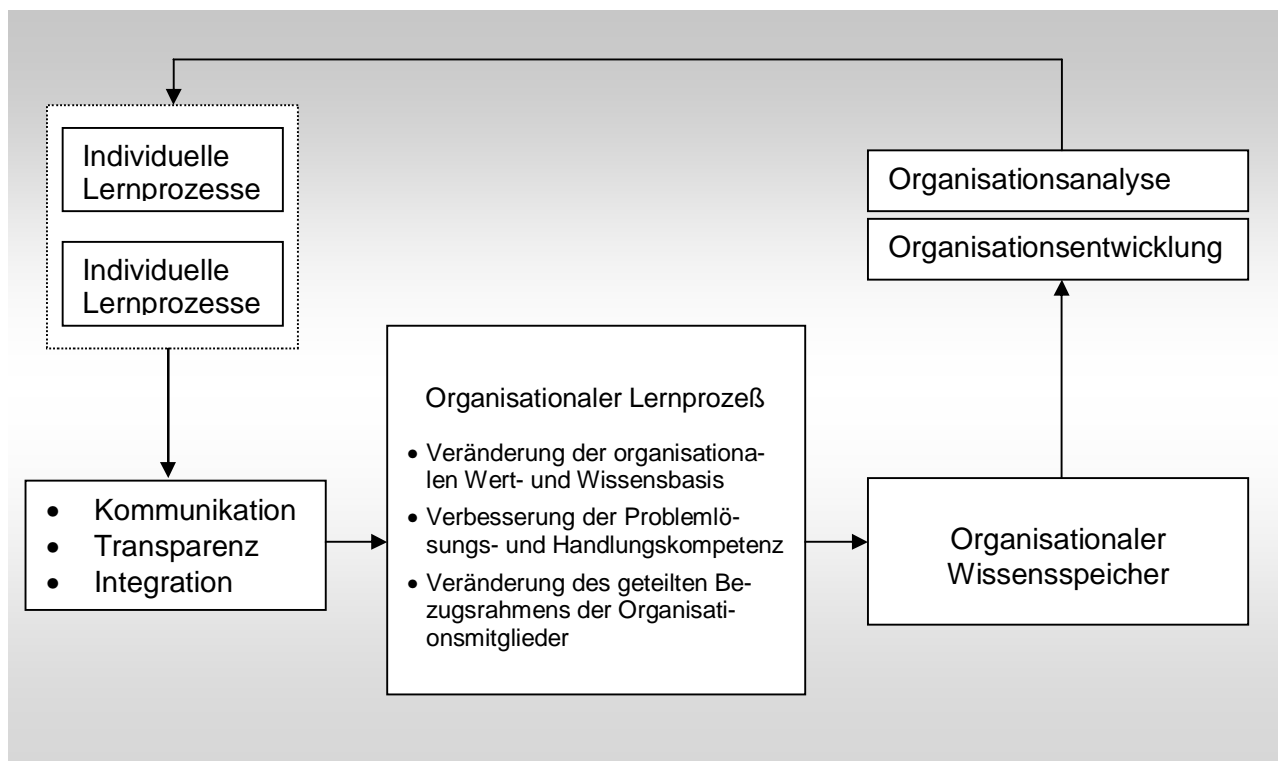 Individuelle
Lernprozesse
Individuelle
Lernprozesse
• Kommunikation
• Transparenz
• Integration
Organisationaler Lernprozeß
• Veränderung der organisationa-
len Wert- und Wissensbasis
• Verbesserung der Problemlö-
sungs- und Handlungskompetenz
• Veränderung des geteilten Be-
zugsrahmens der Organisati-
onsmitglieder
Organisationsanalyse
Organisationsentwicklung
Organisationaler
Wissensspeicher